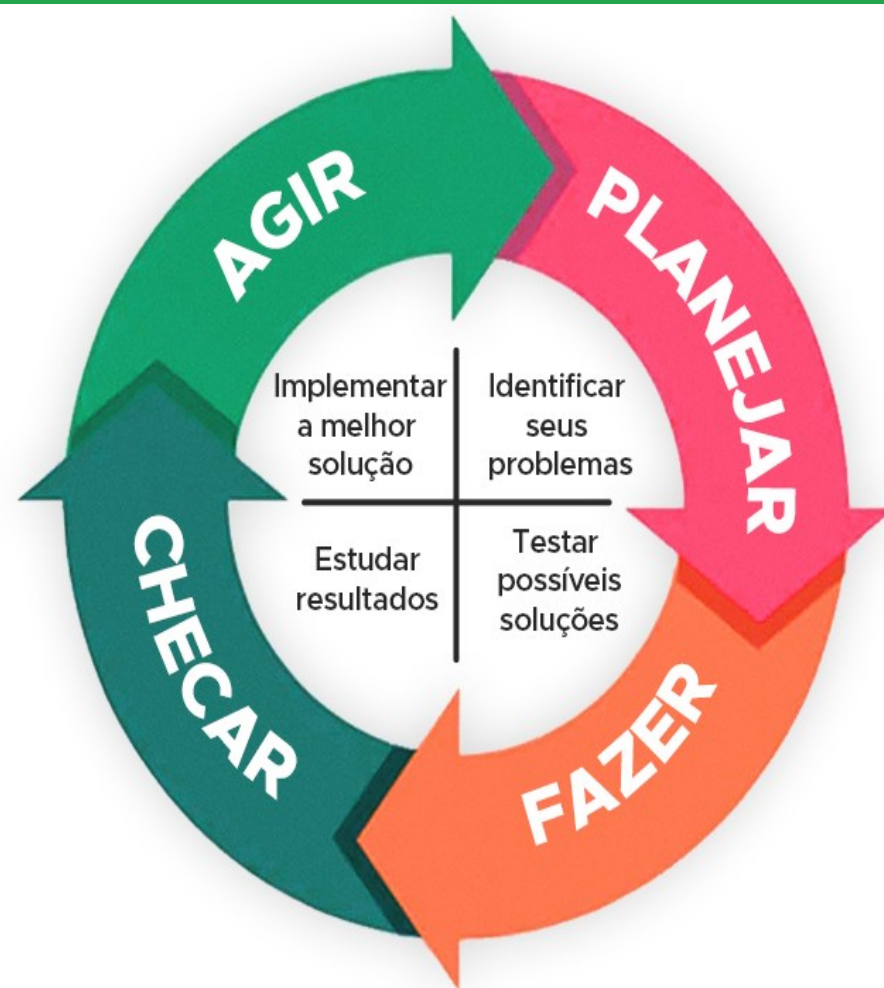 AGIR
PLANEJAR
Implementar
a melhor
solução
Identificar
seus
problemas
Estudar
resultados
Testar
possíveis
soluções
CHECAR
FAZER